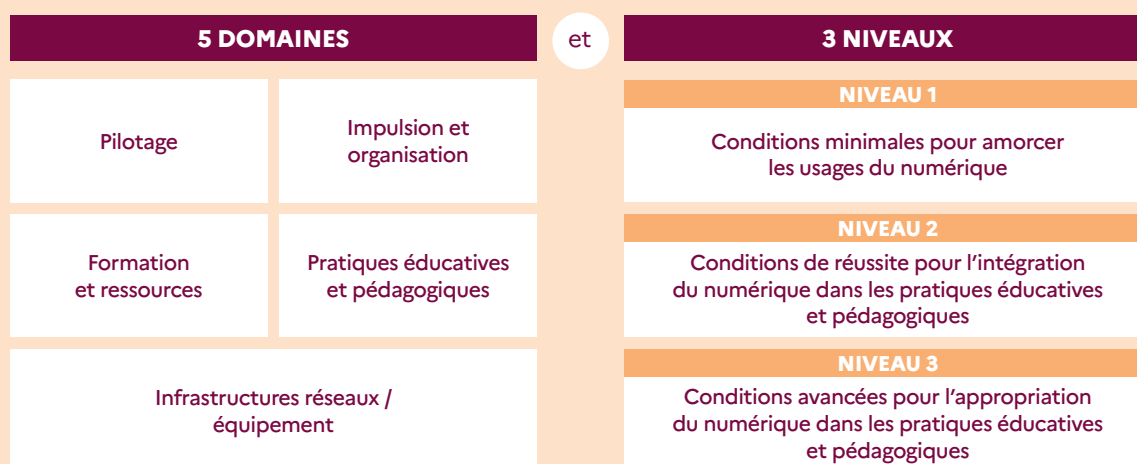 5 DOMAINES
et
3 NIVEAUX
Pilotage
Impulsion et
organisation
Formation
et ressources
Pratiques éducatives
et pédagogiques
Infrastructures réseaux /
équipement
NIVEAU 1
Conditions minimales pour amorcer
les usages du numérique
NIVEAU 2
Conditions de réussite pour l’intégration
du numérique dans les pratiques éducatives
et pédagogiques
NIVEAU 3
Conditions avancées pour l’appropriation
du numérique dans les pratiques éducatives
et pédagogiques